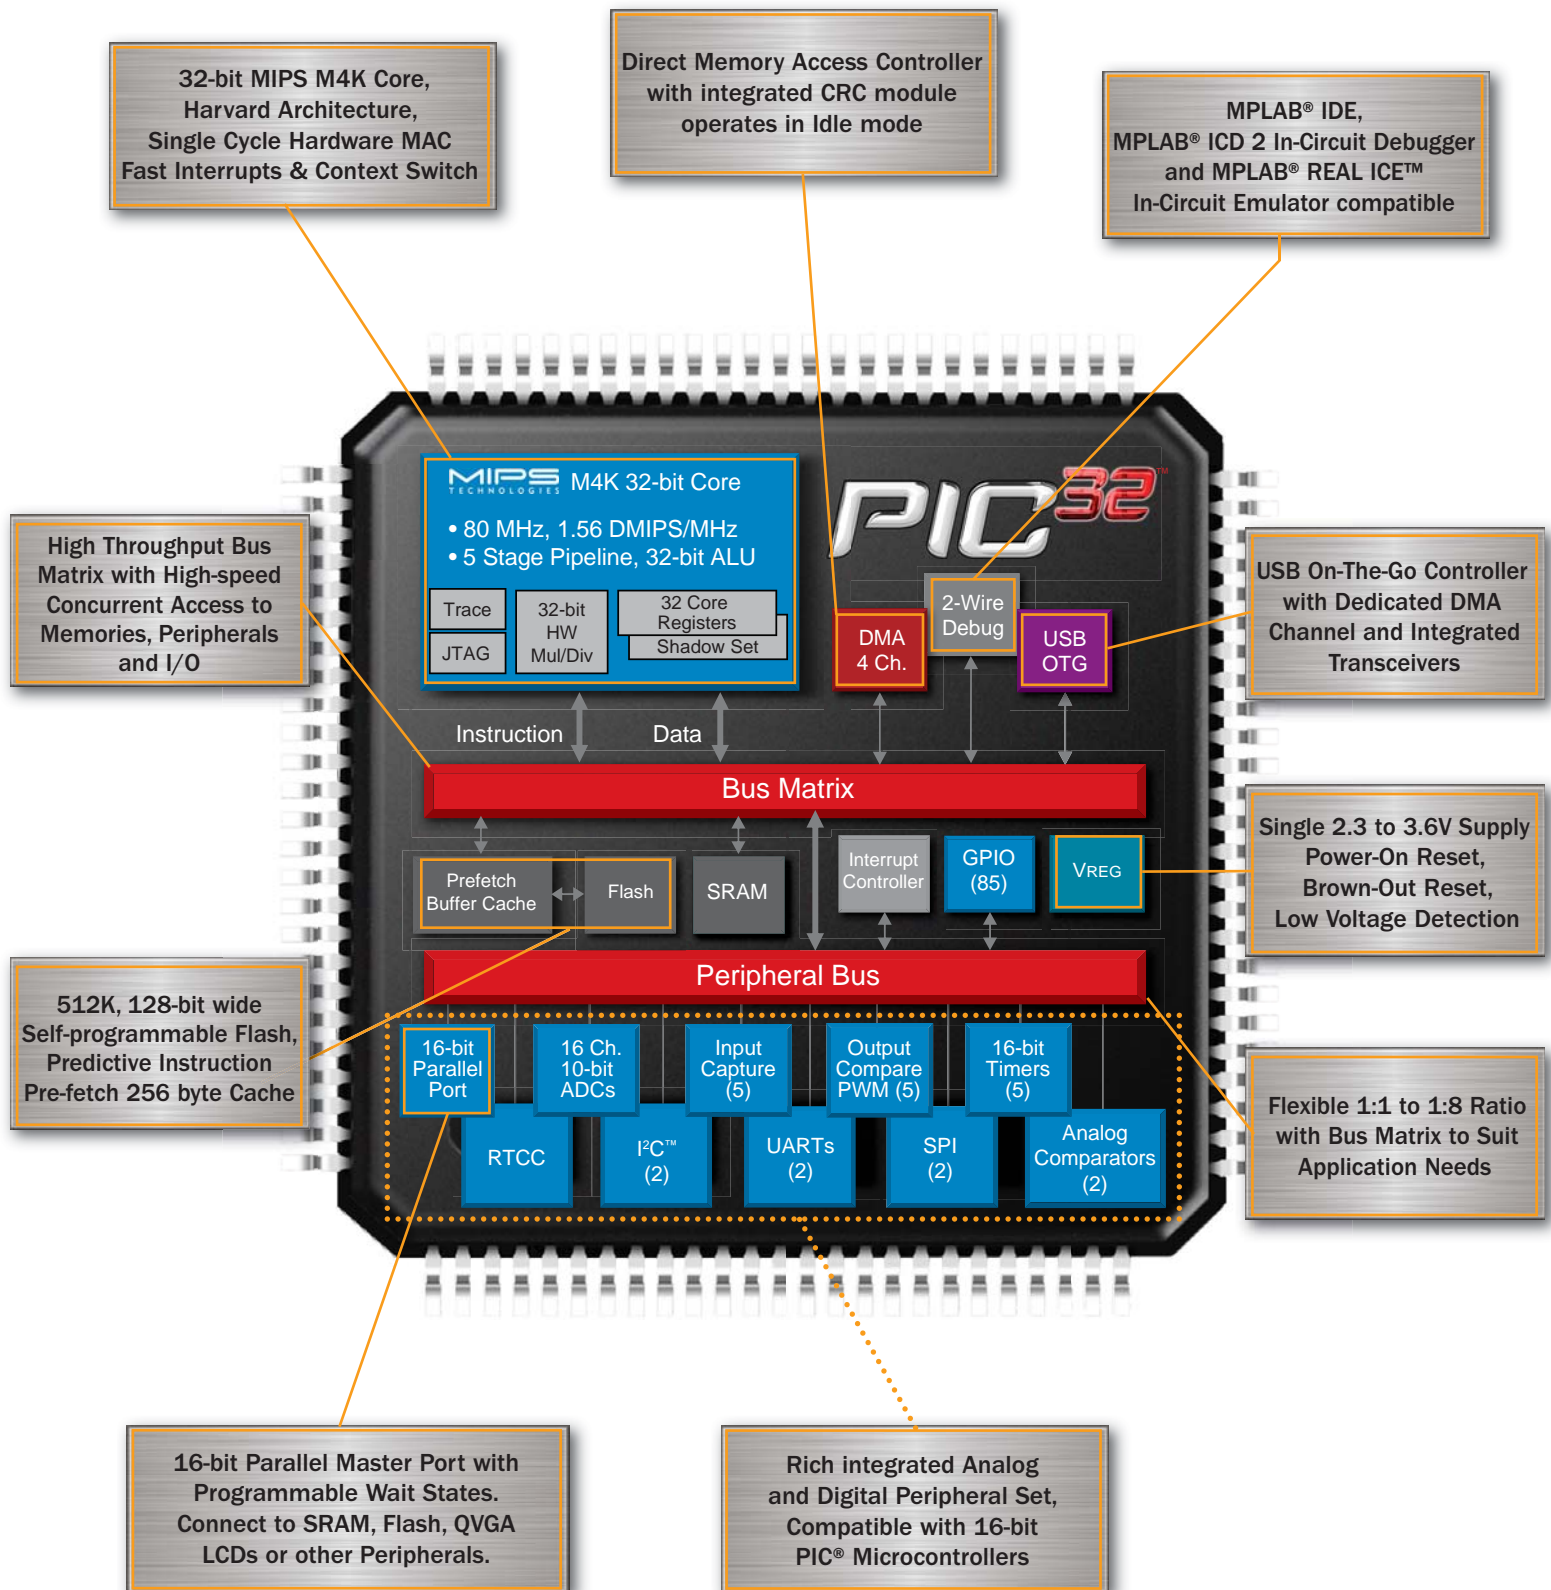 32-bit MIPS M4K Core,
Harvard Architecture,
Single Cycle Hardware MAC
Fast Interrupts & Context Switch
Direct Memory Access Controller
with integrated CRC module
operates in Idle mode
MPLAB® IDE,
MPLAB® ICD 2 In-Circuit Debugger
and MPLAB® REAL ICE™
In-Circuit Emulator compatible
MIPS
TECHNOLOGIES
M4K 32-bit Core
• 80 MHz, 1.56 DMIPS/MHz
• 5 Stage Pipeline, 32-bit ALU
Trace
JTAG
32-bit
HW
Mul/Div
32 Core
Registers
Shadow Set
PIC32™
High Throughput Bus
Matrix with High-speed
Concurrent Access to
Memories, Peripherals
and I/O
DMA
4 Ch.
2-Wire
Debug
USB
OTG
USB On-The-Go Controller
with Dedicated DMA
Channel and Integrated
Transceivers
Instruction
Data
Bus Matrix
Prefetch
Buffer Cache
Flash
SRAM
Interrupt
Controller
GPIO
(85)
VREG
Single 2.3 to 3.6V Supply
Power-On Reset,
Brown-Out Reset,
Low Voltage Detection
Peripheral Bus
512K, 128-bit wide
Self-programmable Flash,
Predictive Instruction
Pre-fetch 256 byte Cache
16-bit
Parallel
Port
16 Ch.
10-bit
ADCs
Input
Capture
(5)
Output
Compare
PWM (5)
16-bit
Timers
(5)
RTCC
I²C™
(2)
UARTs
(2)
SPI
(2)
Analog
Comparators
(2)
Flexible 1:1 to 1:8 Ratio
with Bus Matrix to Suit
Application Needs
16-bit Parallel Master Port with
Programmable Wait States.
Connect to SRAM, Flash, QVGA
LCDs or other Peripherals.
Rich integrated Analog
and Digital Peripheral Set,
Compatible with 16-bit
PIC® Microcontrollers